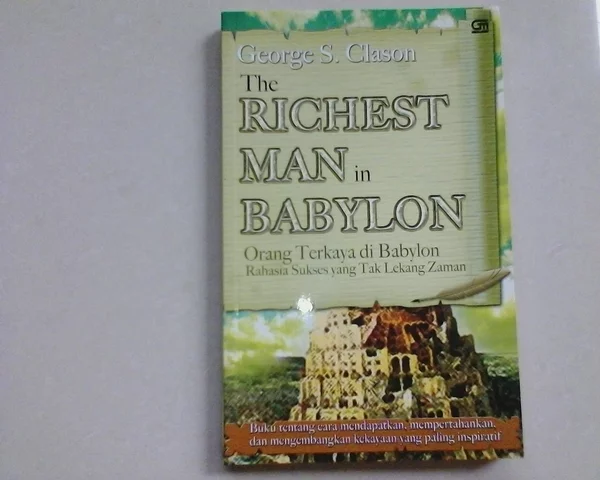 George S. Clason
The
RICHEST
MAN in
BABYLON
Orang Terkaya di Babylon
Rahasia Sukses yang Tak Lekang Zaman
Buku tentang cara mendapatkan, mempertahankan,
dan mengembangkan kekayaan yang paling inspiratif